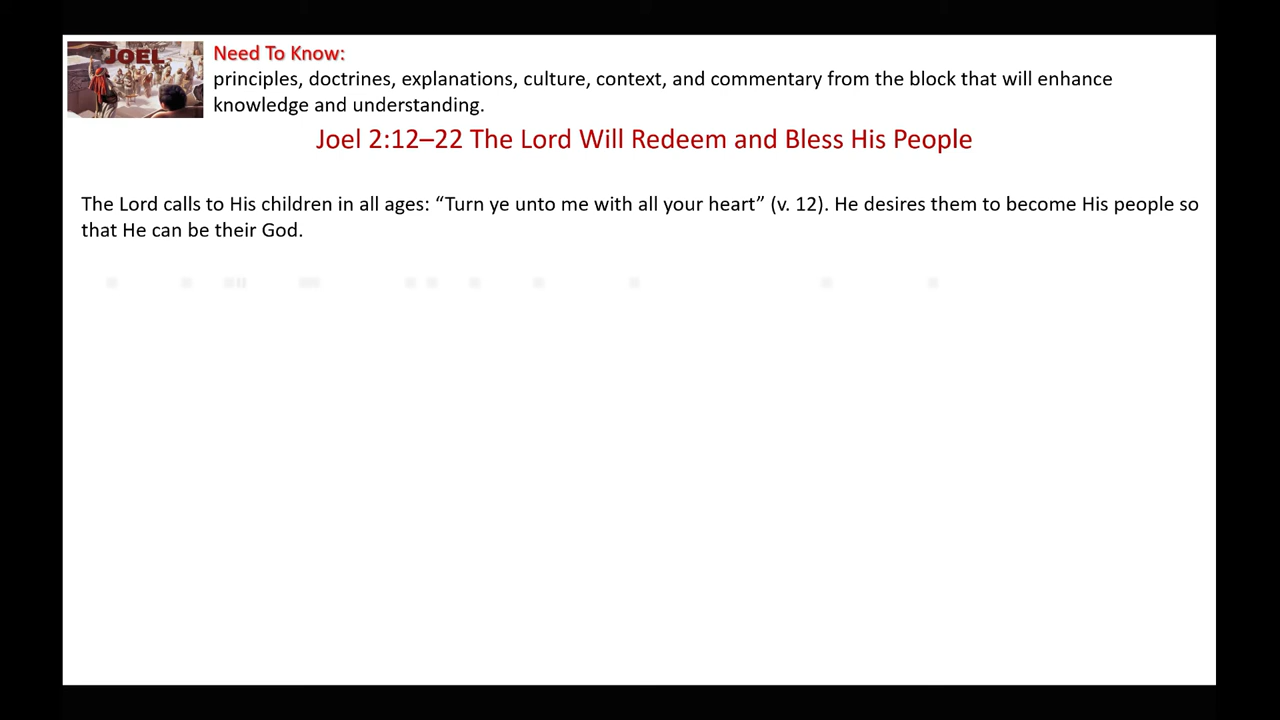 JOEL
Need To Know:
principles, doctrines, explanations, culture, context, and commentary from the block that will enhance
knowledge and understanding.
Joel 2:12–22 The Lord Will Redeem and Bless His People
The Lord calls to His children in all ages: “Turn ye unto me with all your heart” (v. 12). He desires them to become His people so
that He can be their God.